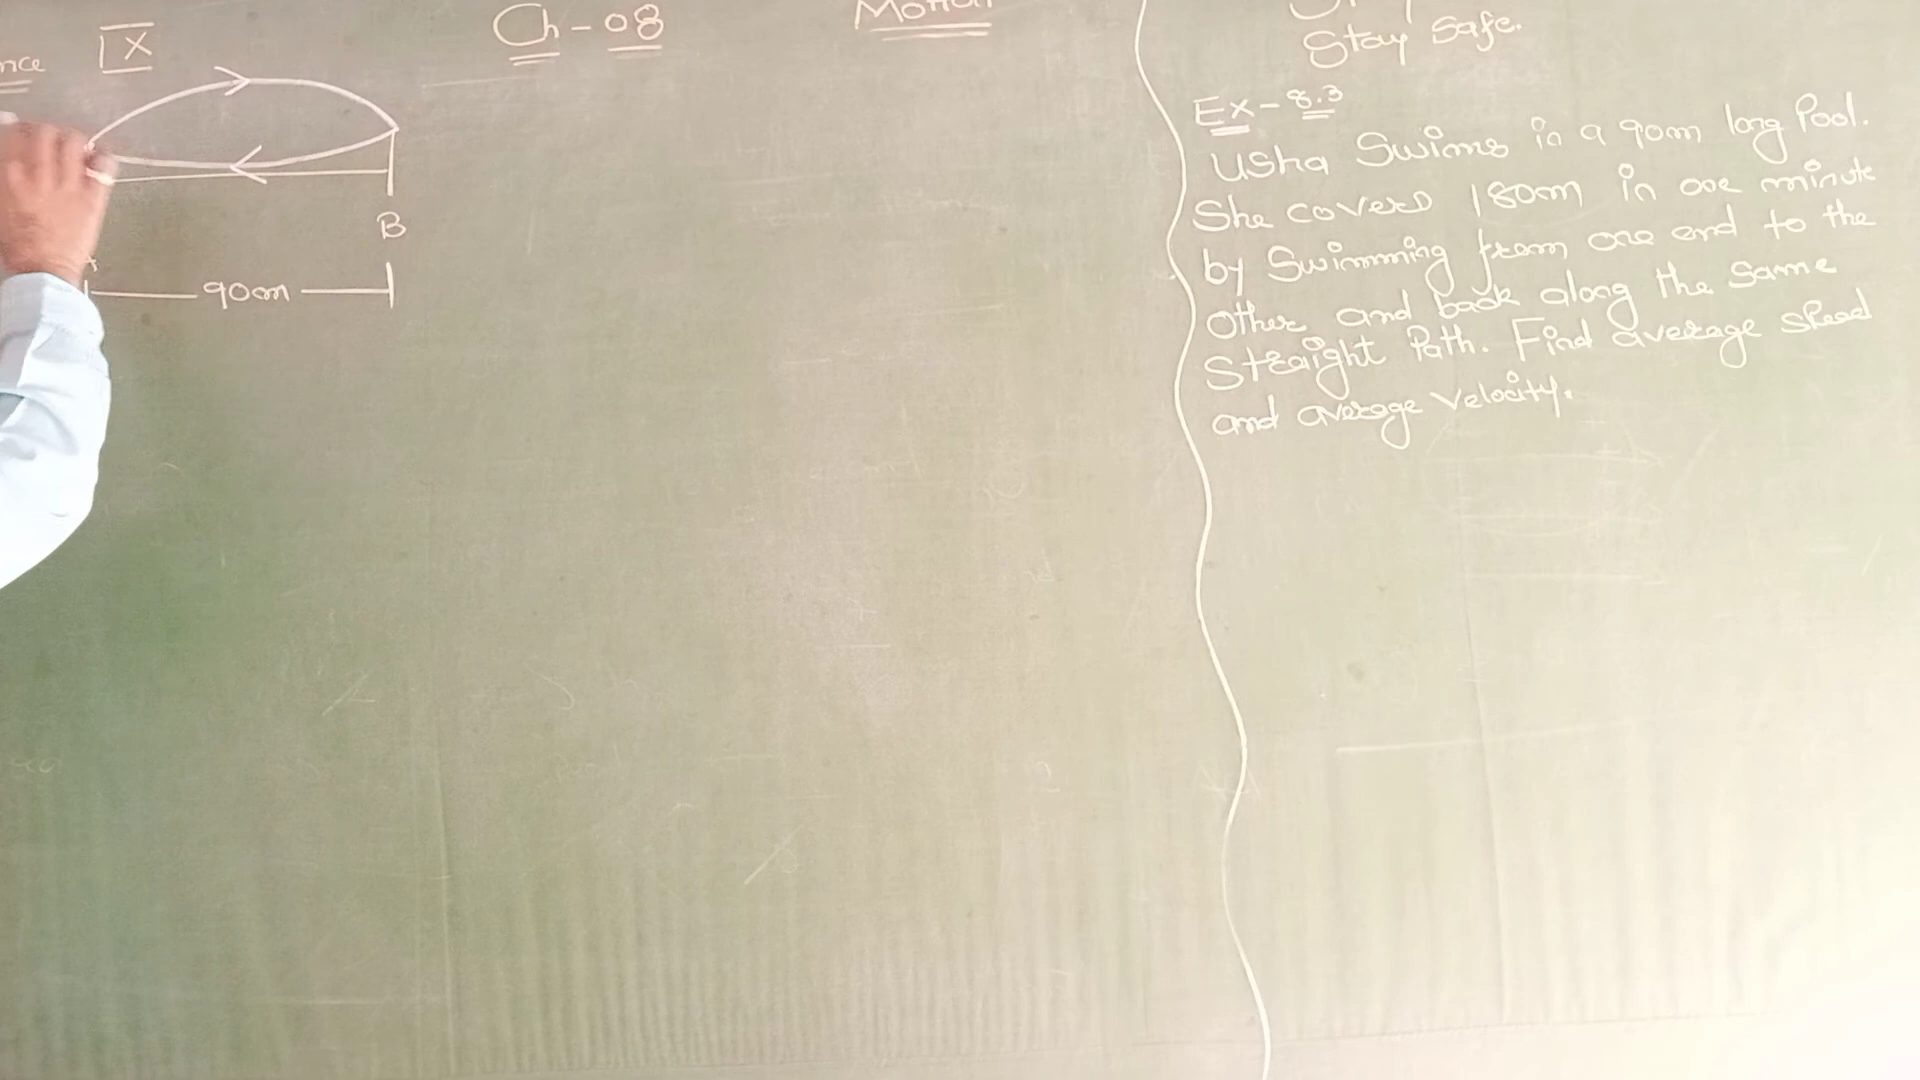 IX
Ch-08
Motion
B
90m
Stay Safe.
Ex-8.3
Usha Swims in a 90m long Pool.
She covers 180m in one minute
by Swimming from one end to the
other and back along the Same
Straight Path. Find average speed
and average velocity.